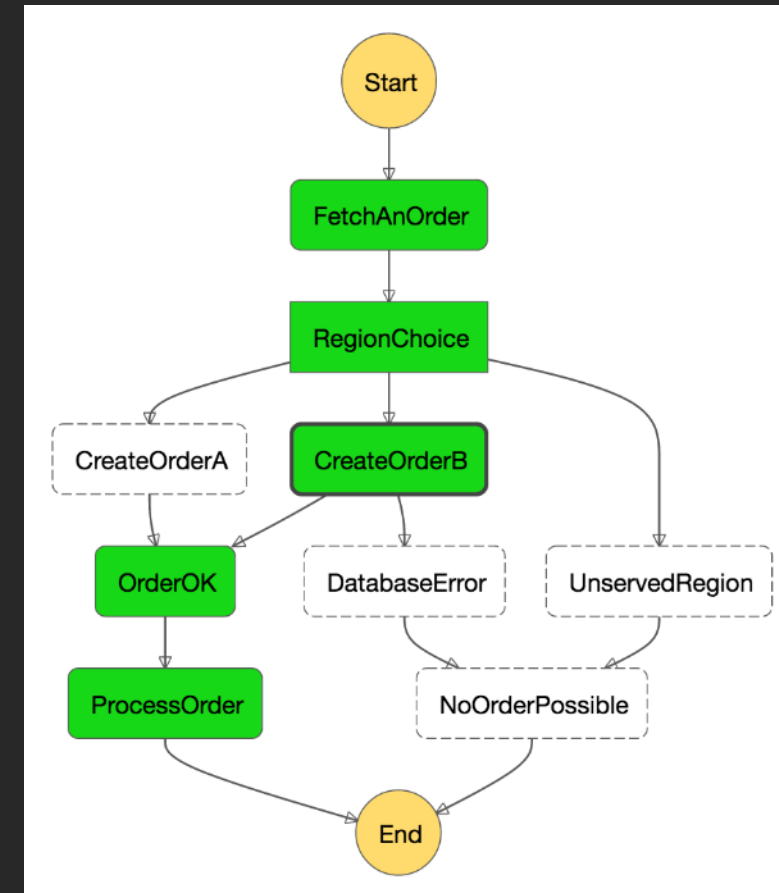 Start
FetchAnOrder
RegionChoice
CreateOrderA
CreateOrderB
OrderOK
DatabaseError
UnservedRegion
ProcessOrder
NoOrderPossible
End